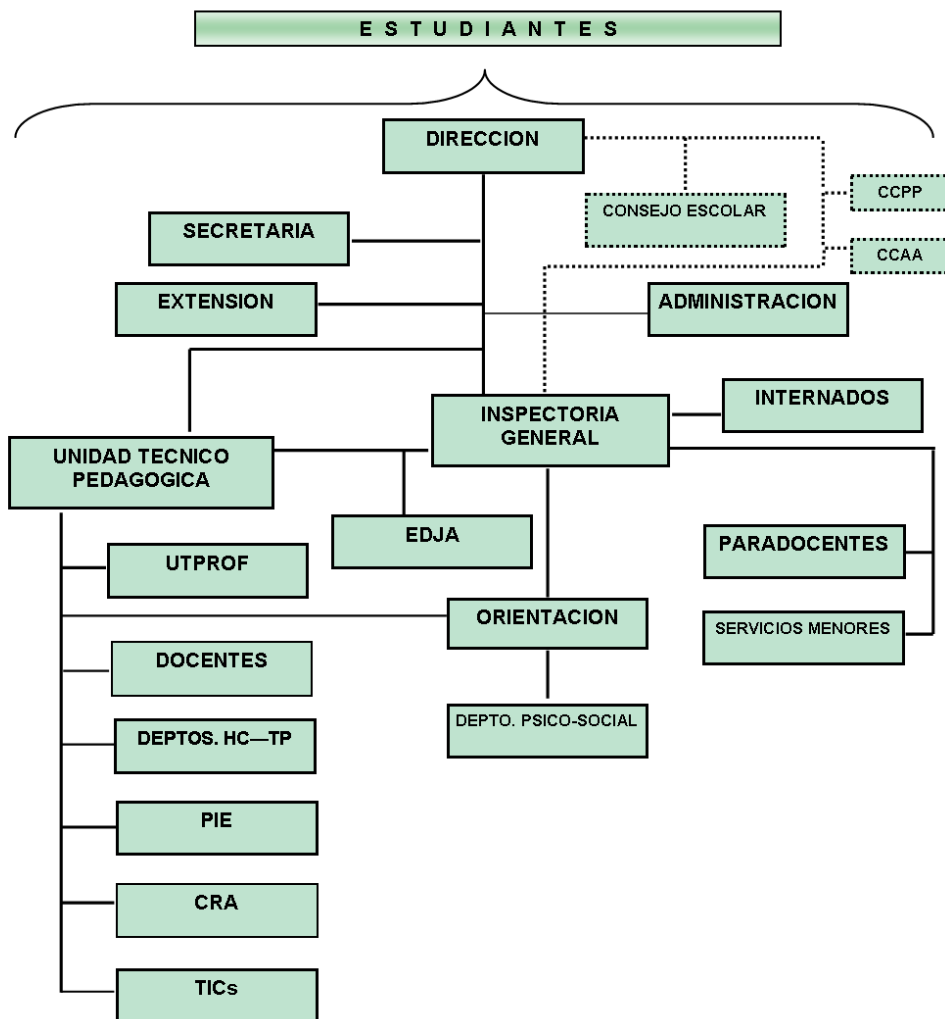 E S T U D I A N T E S
DIRECCION
CONSEJO ESCOLAR
CCPP
SECRETARIA
CCAA
EXTENSION
ADMINISTRACION
INTERNADOS
INSPECTORIA
GENERAL
UNIDAD TECNICO
PEDAGOGICA
EDJA
PARADOCENTES
UTPROF
ORIENTACION
SERVICIOS MENORES
DOCENTES
DEPTO. PSICO-SOCIAL
DEPTOS. HC—TP
PIE
CRA
TICs